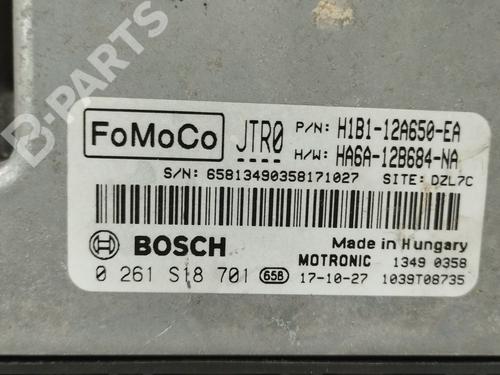 B-PARTS
FoMoCo JTR0 P/N: H1B1-12A650-EA
H/W: HA6A-12B684-NA
S/N: 65813490358171027 SITE: DZL7C
BOSCH Made in Hungary
MOTRONIC 1349 0358
0 261 S18 701 65B 17-10-27 1039T08735